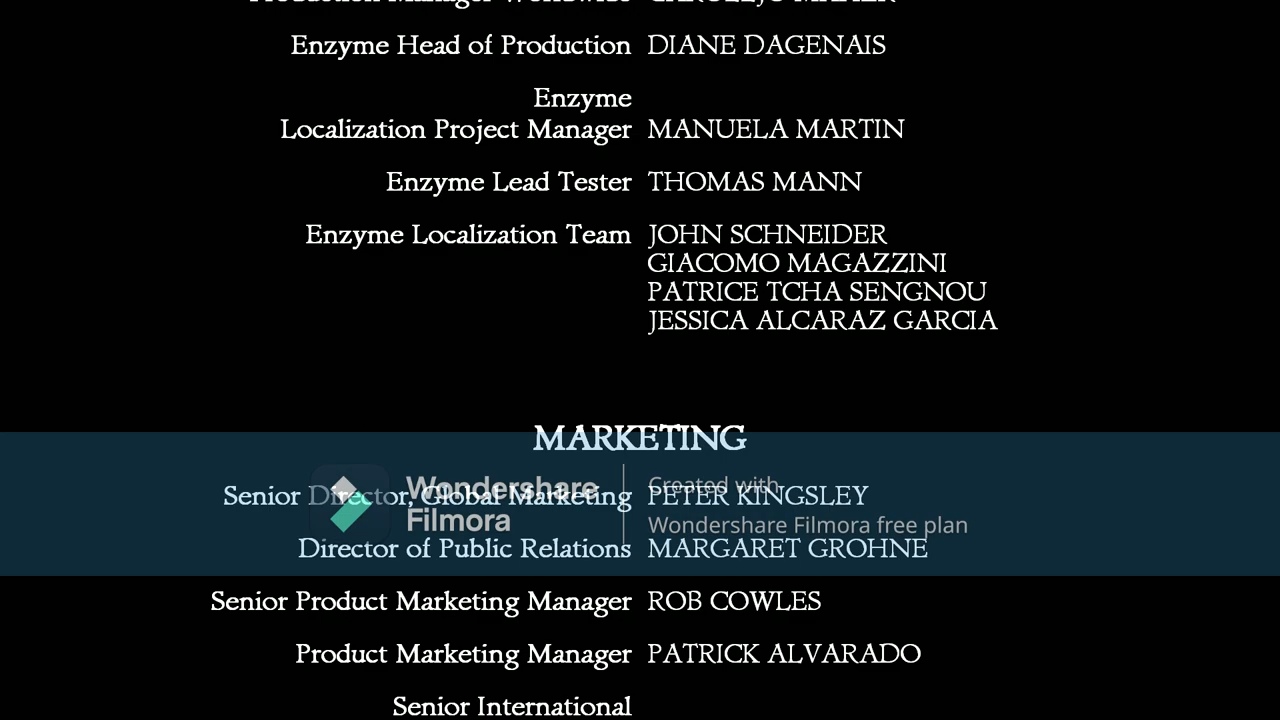 Enzyme Head of Production DIANE DAGENAIS
Enzyme
Localization Project Manager MANUELA MARTIN
Enzyme Lead Tester THOMAS MANN
Enzyme Localization Team JOHN SCHNEIDER
GIACOMO MAGAZZINI
PATRICE TCHA SENGNOU
JESSICA ALCARAZ GARCIA
MARKETING
Senior Director, Global Marketing PETER KINGSLEY
Wondershare
Filmora
Created with
Wondershare Filmora free plan
Director of Public Relations MARGARET GROHNE
Senior Product Marketing Manager ROB COWLES
Product Marketing Manager PATRICK ALVARADO
Senior International